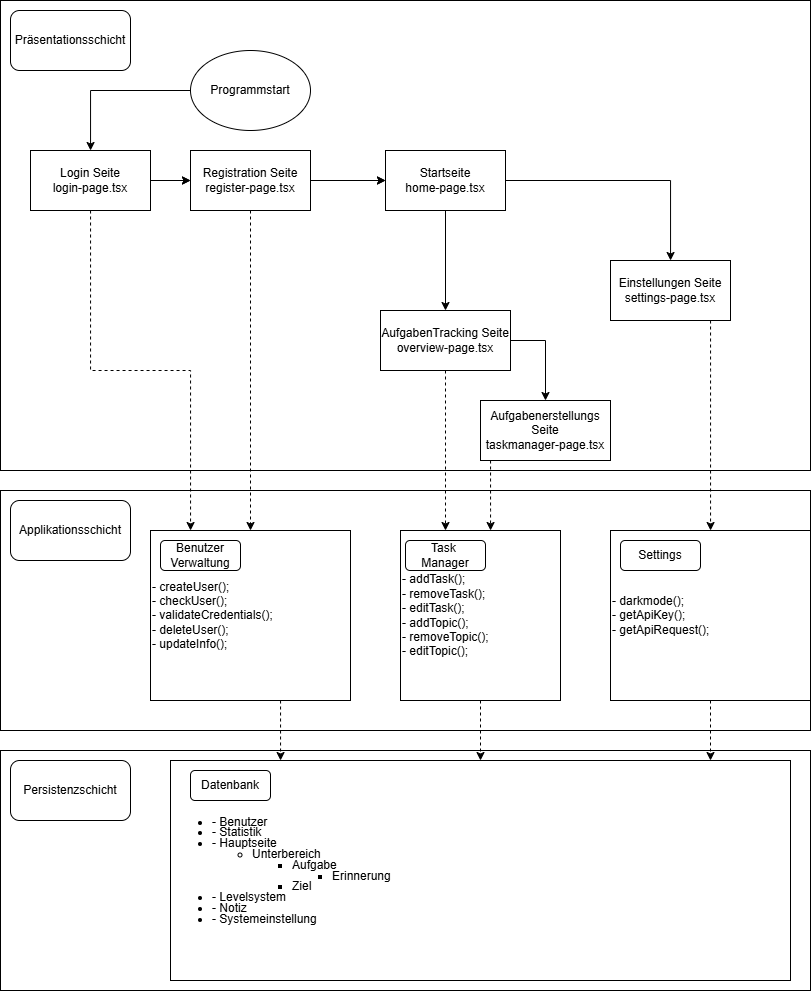 Präsentationsschicht
Programmstart
Login Seite
login-page.tsx
Registration Seite
register-page.tsx
Startseite
home-page.tsx
Einstellungen Seite
settings-page.tsx
AufgabenTracking Seite
overview-page.tsx
Aufgabenerstellungs
Seite
taskmanager-page.tsx
Applikationsschicht
Benutzer
Verwaltung
- createUser();
- checkUser();
- validateCredentials();
- deleteUser();
- updateInfo();
Task
Manager
- addTask();
- removeTask();
- editTask();
- addTopic();
- removeTopic();
- editTopic();
Settings
- darkmode();
- getApiKey();
- getApiRequest();
Persistenzschicht
Datenbank
- Benutzer
- Statistik
- Hauptseite
Unterbereich
Aufgabe
Erinnerung
Ziel
- Levelsystem
- Notiz
- Systemeinstellung